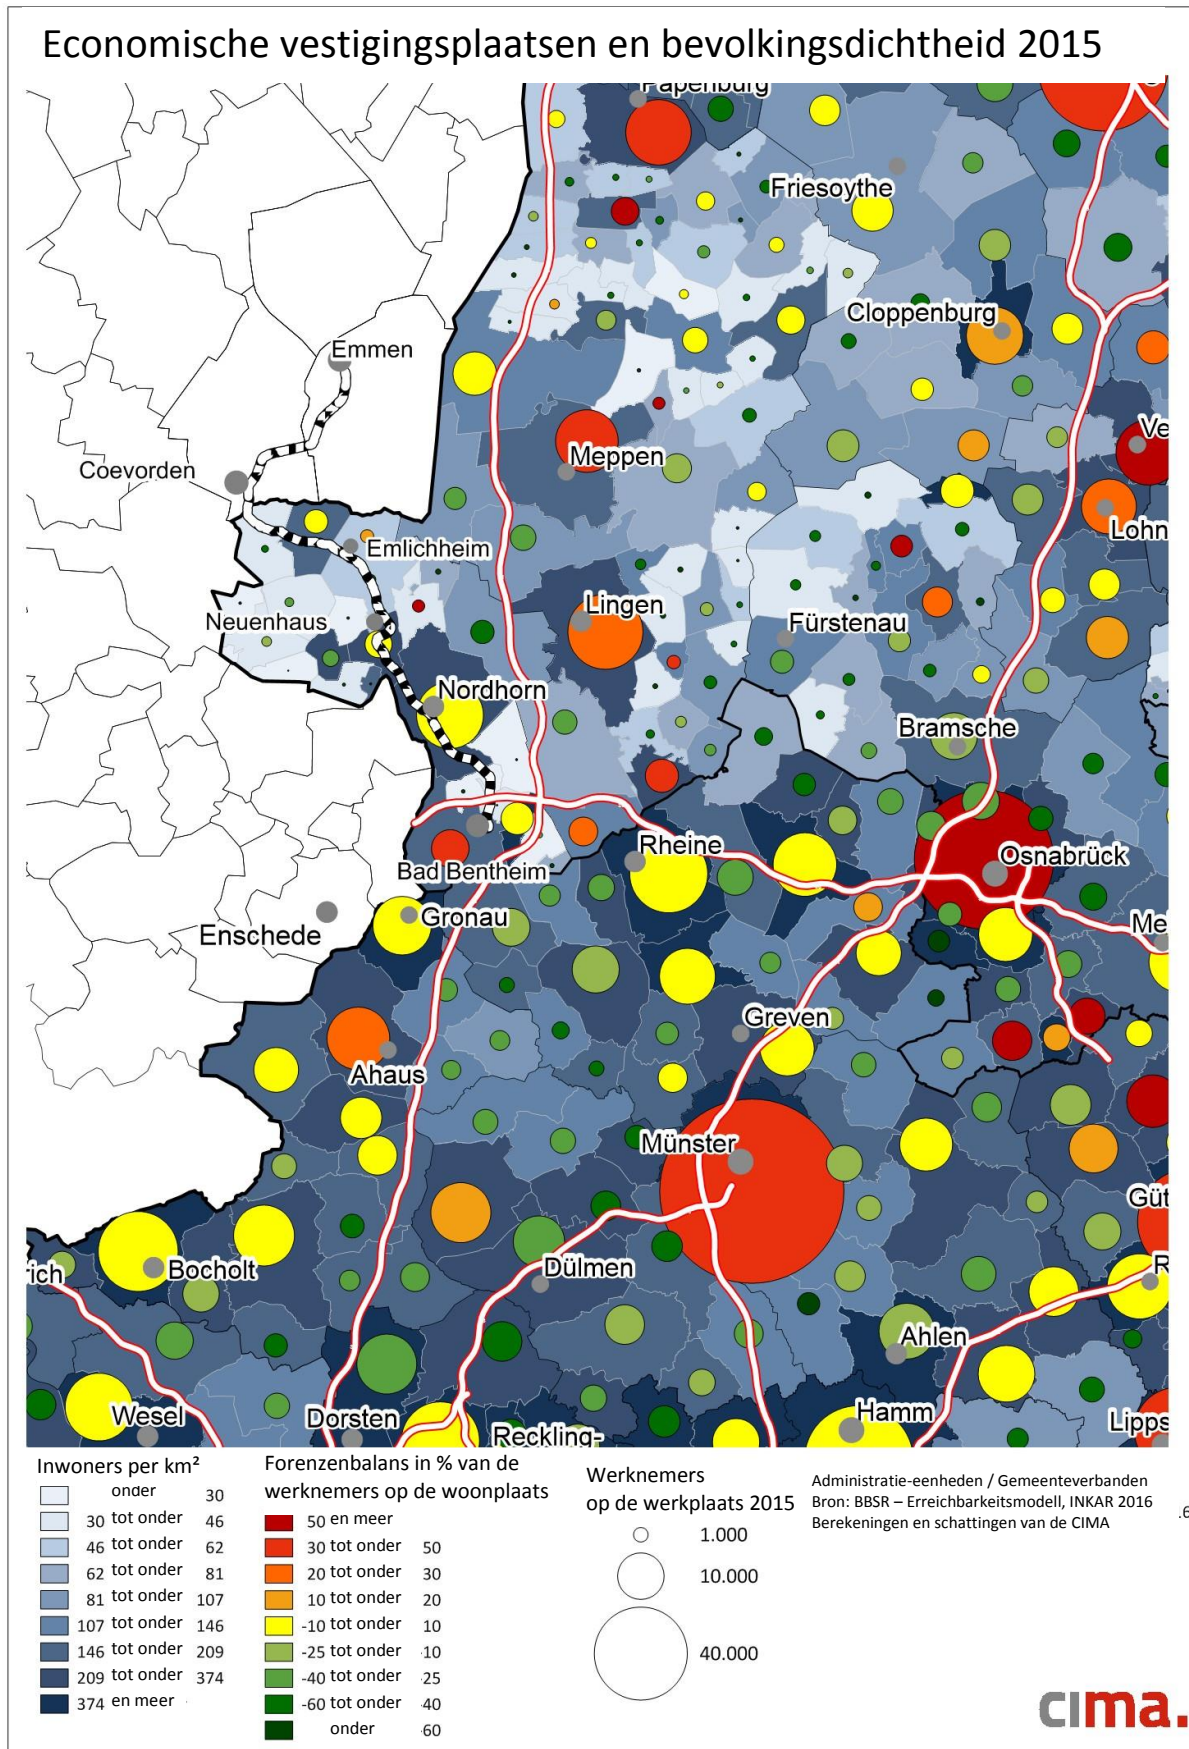 Economische vestigingsplaatsen en bevolkingsdichtheid 2015
Papenburg
Friesoythe
Cloppenburg
Emmen
Ve
Meppen
Coevorden
Lohn
Emlichheim
Lingen
Neuenhaus
Fürstenau
Nordhorn
Bramsche
Rheine
Osnabrück
Bad Bentheim
Gronau
Enschede
Me
Greven
Ahaus
Münster
Güt
rich
Bocholt
Dülmen
R
Ahlen
Wesel
Dorsten
Hamm
Lipps
Reckling-
Inwoners per km²
onder 30
30 tot onder 46
46 tot onder 62
62 tot onder 81
81 tot onder 107
107 tot onder 146
146 tot onder 209
209 tot onder 374
374 en meer
Forenzenbalans in % van de
werknemers op de woonplaats
50 en meer
30 tot onder 50
20 tot onder 30
10 tot onder 20
-10 tot onder 10
-25 tot onder -10
-40 tot onder -25
-60 tot onder -40
onder -60
Werknemers
op de werkplaats 2015
1.000
10.000
40.000
Administratie-eenheden / Gemeenteverbanden
Bron: BBSR – Erreichbarkeitsmodell, INKAR 2016
Berekeningen en schattingen van de CIMA
.6
cima.